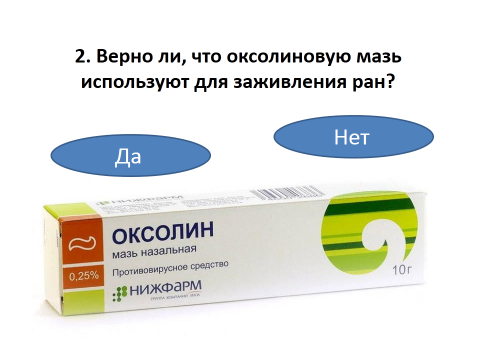 2. Верно ли, что оксолиновую мазь
используют для заживления ран?
Да
Нет
НИЖФАРМ
ОКСОЛИН
мазь назальная
0,25%
Противовирусное средство
НИЖФАРМ
10г